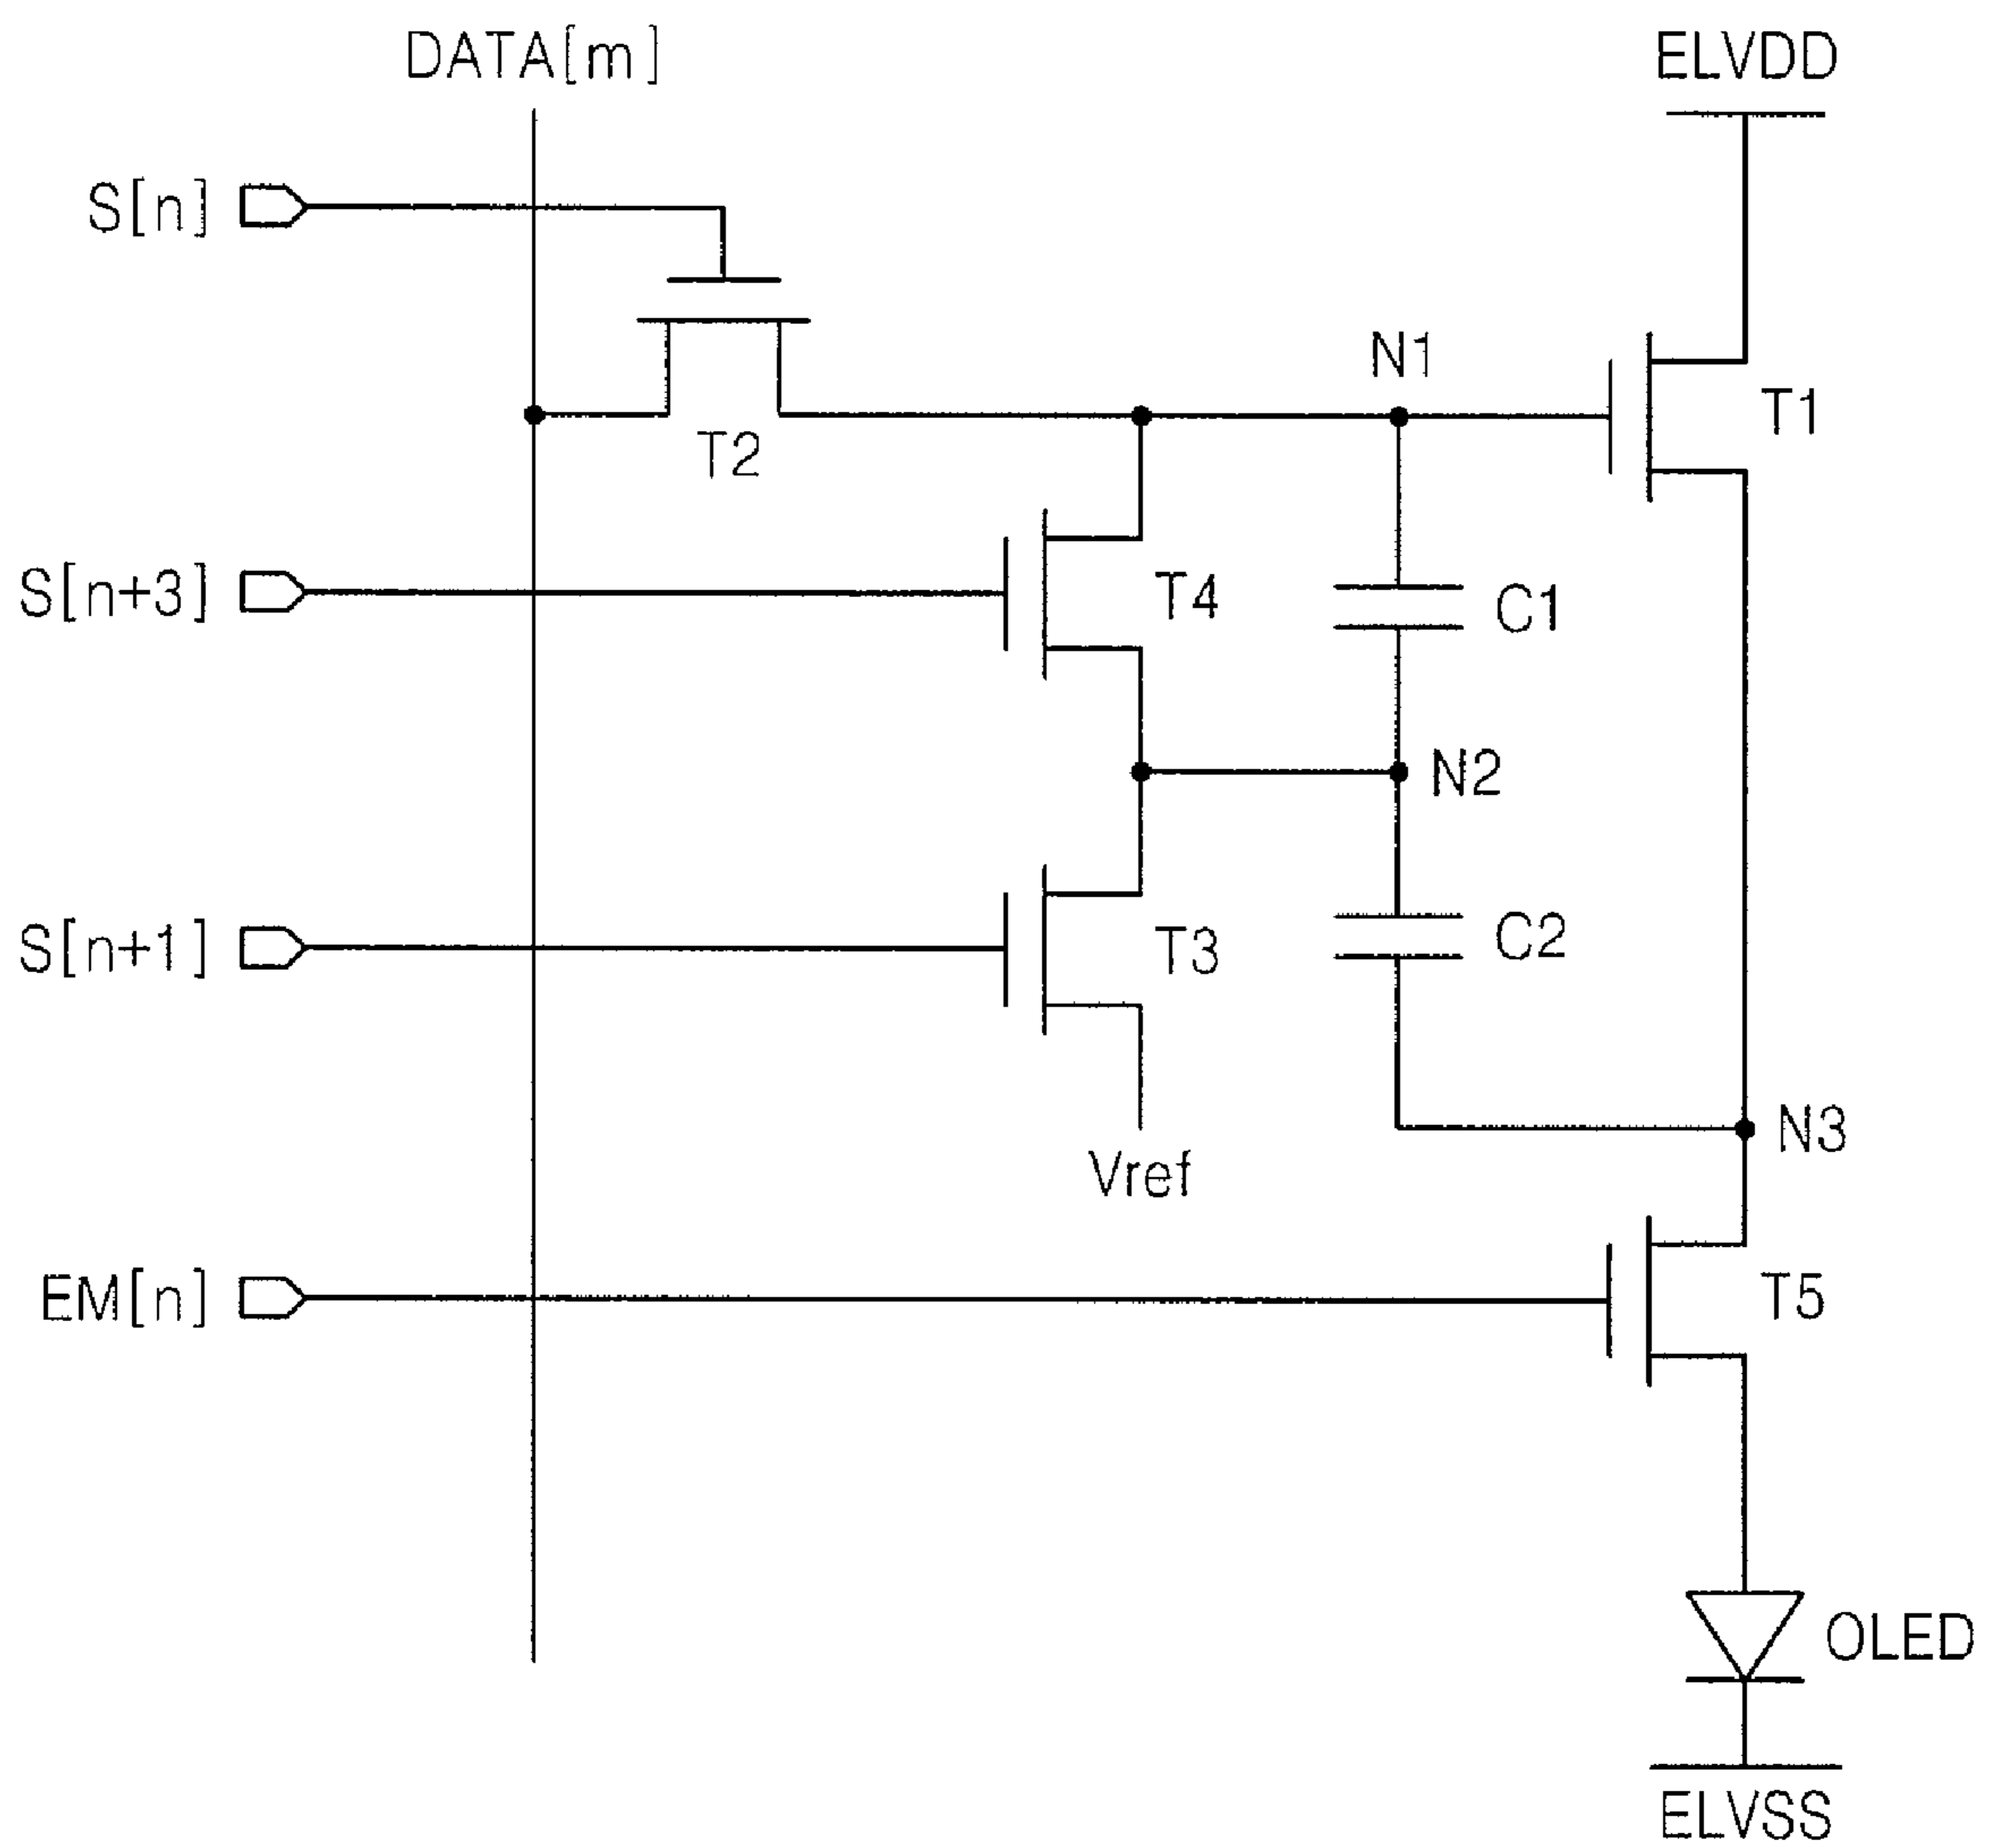 DATA[m]
ELVDD
S[n]
N1
T1
T2
S[n+3]
T4
C1
N2
S[n+1]
T3
C2
N3
Vref
EM[n]
T5
OLED
ELVSS